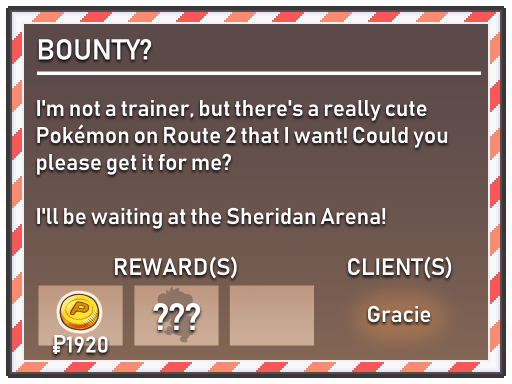 BOUNTY?
I'm not a trainer, but there's a really cute
Pokémon on Route 2 that I want! Could you
please get it for me?
I'll be waiting at the Sheridan Arena!
REWARD(S) CLIENT(S)
P
???
Gracie
₽1920